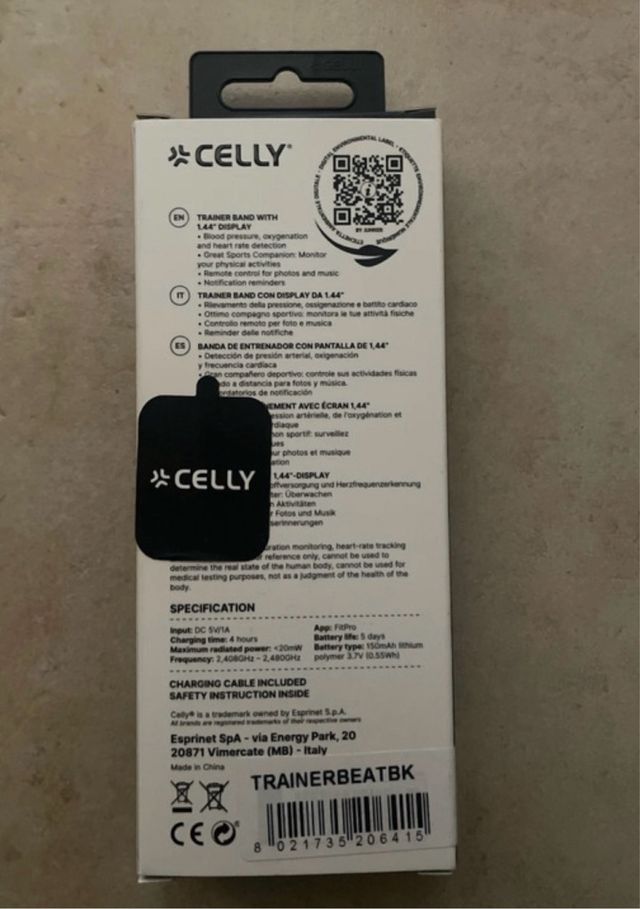 CELLY
CELLY®
DIGITAL ENVIRONMENTAL LABEL • ETIQUETTE ENVIRONNEMENTALE NUMÉRIQUE • ETICHETTA AMBIENTALE DIGITALE
BY JUNKER
EN
TRAINER BAND WITH
1.44" DISPLAY
• Blood pressure, oxygenation
and heart rate detection
• Great Sports Companion: Monitor
your physical activities
• Remote control for photos and music
• Notification reminders
IT
TRAINER BAND CON DISPLAY DA 1.44"
• Rilevamento della pressione, ossigenazione e battito cardiaco
• Ottimo compagno sportivo: monitora le tue attività fisiche
• Controllo remoto per foto e musica
• Reminder delle notifiche
ES
BANDA DE ENTRENADOR CON PANTALLA DE 1,44"
• Detección de presión arterial, oxigenación
y frecuencia cardíaca
• Gran compañero deportivo: controle sus actividades físicas
a distancia para fotos y música.
de notificación
AVEC ÉCRAN 1,44"
artérielle, de l'oxygénation et
sportif: surveillez
photos et musique
1,44"-DISPLAY
und Herzfrequenzerkennung
Überwachen
Aktivitäten
Fotos und Musik
CELLY
monitoring, heart-rate tracking
reference only, cannot be used to
determine the real state of the human body, cannot be used for
medical testing purposes, not as a judgment of the health of the
body.
SPECIFICATION
Input: DC 5V/1A
Charging time: 4 hours
Maximum radiated power: <20mW
Frequency: 2,408GHz – 2,480GHz
App: FitPro
Battery life: 5 days
Battery type: 150mAh lithium
polymer 3.7V (0.55Wh)
CHARGING CABLE INCLUDED
SAFETY INSTRUCTION INSIDE
Celly® is a trademark owned by Esprinet S.p.A.
All brands are registered trademarks of their respective owners
Esprinet SpA - via Energy Park, 20
20871 Vimercate (MB) - Italy
Made in China
CE
TRAINERBEATBK
8 021735 206415